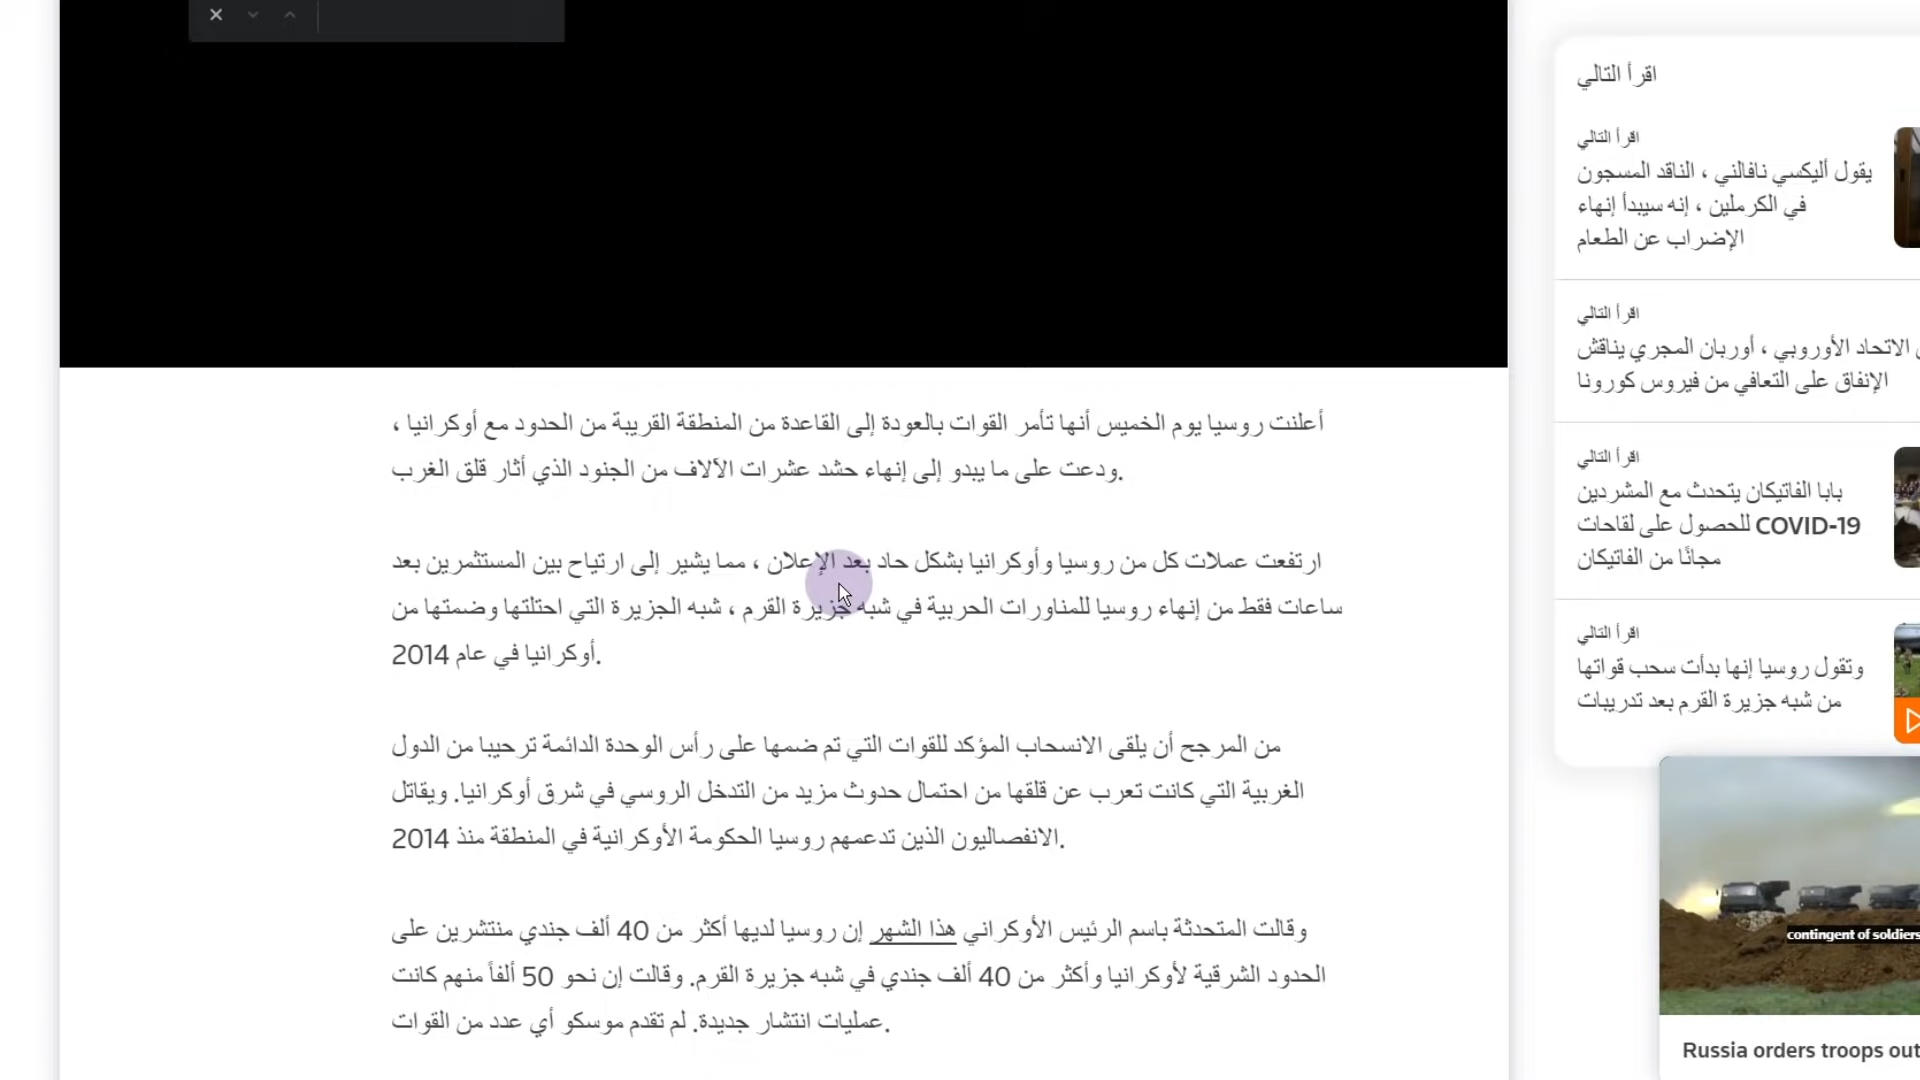 أعلنت روسيا يوم الخميس أنها تأمر القوات بالعودة إلى القاعدة من المنطقة القريبة من الحدود مع أوكرانيا ،
ودعت على ما يبدو إلى إنهاء حشد عشرات الآلاف من الجنود الذي أثار قلق الغرب.
ارتفعت عملات كل من روسيا وأوكرانيا بشكل حاد بعد الإعلان ، مما يشير إلى ارتياح بين المستثمرين بعد
ساعات فقط من إنهاء روسيا للمناورات الحربية في شبه جزيرة القرم ، شبه الجزيرة التي احتلتها وضمتها من
أوكرانيا في عام 2014.
من المرجح أن يلقى الانسحاب المؤكد للقوات التي تم ضمها على رأس الوحدة الدائمة ترحيبا من الدول
الغربية التي كانت تعرب عن قلقها من احتمال حدوث مزيد من التدخل الروسي في شرق أوكرانيا. ويقاتل
الانفصاليون الذين تدعمهم روسيا الحكومة الأوكرانية في المنطقة منذ 2014.
وقالت المتحدثة باسم الرئيس الأوكراني هذا الشهر إن روسيا لديها أكثر من 40 ألف جندي منتشرين على
الحدود الشرقية لأوكرانيا وأكثر من 40 ألف جندي في شبه جزيرة القرم. وقالت إن نحو 50 ألفاً منهم كانت
عمليات انتشار جديدة. لم تقدم موسكو أي عدد من القوات.
اقرأ التالي
اقرأ التالي
يقول أليكسي نافالني ، الناقد المسجون
في الكرملين ، إنه سيبدأ إنهاء
الإضراب عن الطعام
اقرأ التالي
الاتحاد الأوروبي ، أوربان المجري يناقش
الإنفاق على التعافي من فيروس كورونا
اقرأ التالي
بابا الفاتيكان يتحدث مع المشردين
للحصول على لقاحات COVID-19
مجانًا من الفاتيكان
اقرأ التالي
وتقول روسيا إنها بدأت سحب قواتها
من شبه جزيرة القرم بعد تدريبات
contingent of soldiers
Russia orders troops out